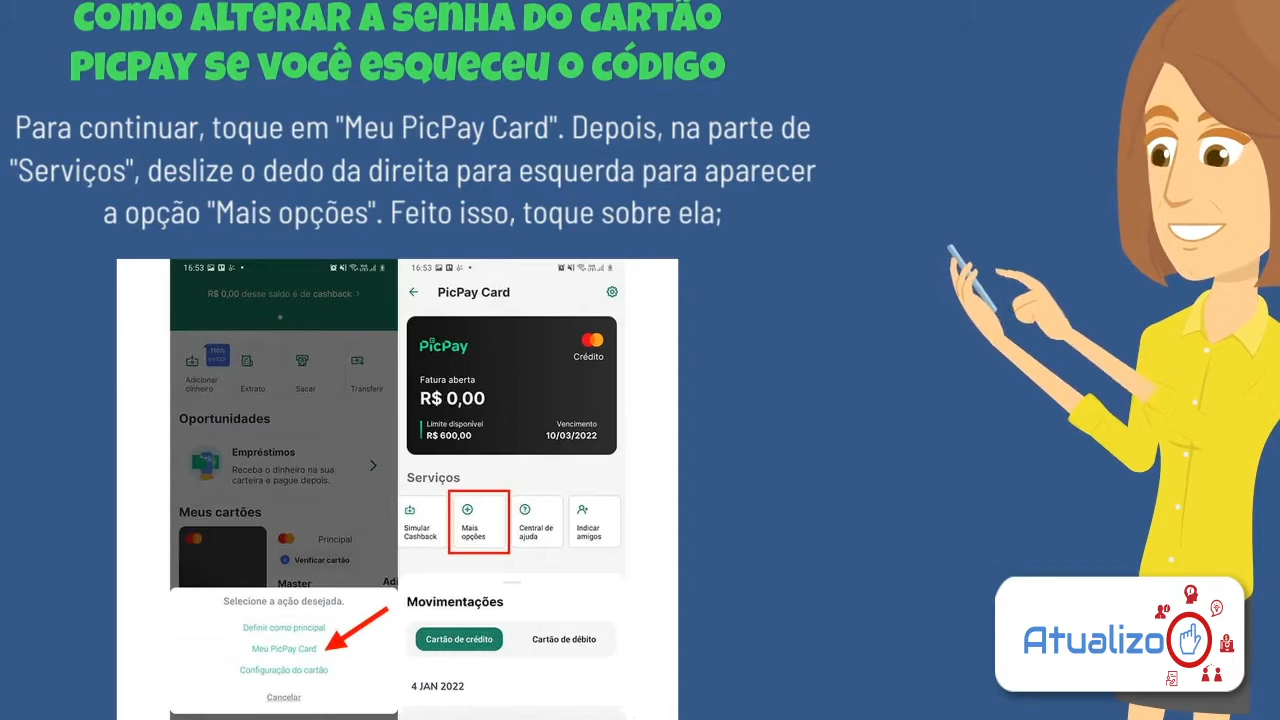 COMO ALTERAR A SENHA DO CARTÃO
PICPAY SE VOCÊ ESQUECEU O CÓDIGO
Para continuar, toque em "Meu PicPay Card". Depois, na parte de
"Serviços", deslize o dedo da direita para esquerda para aparecer
a opção "Mais opções". Feito isso, toque sobre ela;
16:53
R$ 0,00 desse saldo é de cashback >
110%
Adicionar
dinheiro
Extrato
Sacar
Transferir
Oportunidades
Empréstimos
Receba o dinheiro na sua
carteira e pague depois.
Meus cartões
Principal
Verificar cartão
Master
Adi
Selecione a ação desejada.
Definir como principal
Meu PicPay Card
Configuração do cartão
Cancelar
16:53
PicPay Card
PicPay
Crédito
Fatura aberta
R$ 0,00
Limite disponível
R$ 600,00
Vencimento
10/03/2022
Serviços
Simular
Cashback
Mais
opções
Central de
ajuda
Indicar
amigos
Movimentações
Cartão de crédito
Cartão de débito
4 JAN 2022
Atualizo